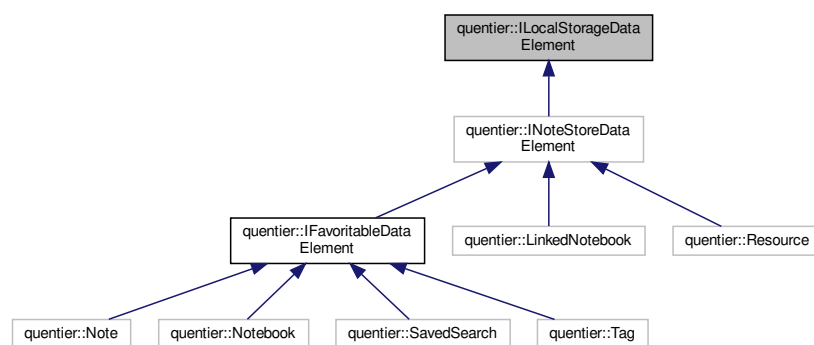 quentier::ILocalStorageData
Element
quentier::INoteStoreData
Element
quentier::IFavoritableData
Element
quentier::LinkedNotebook
quentier::Resource
quentier::Note
quentier::Notebook
quentier::SavedSearch
quentier::Tag